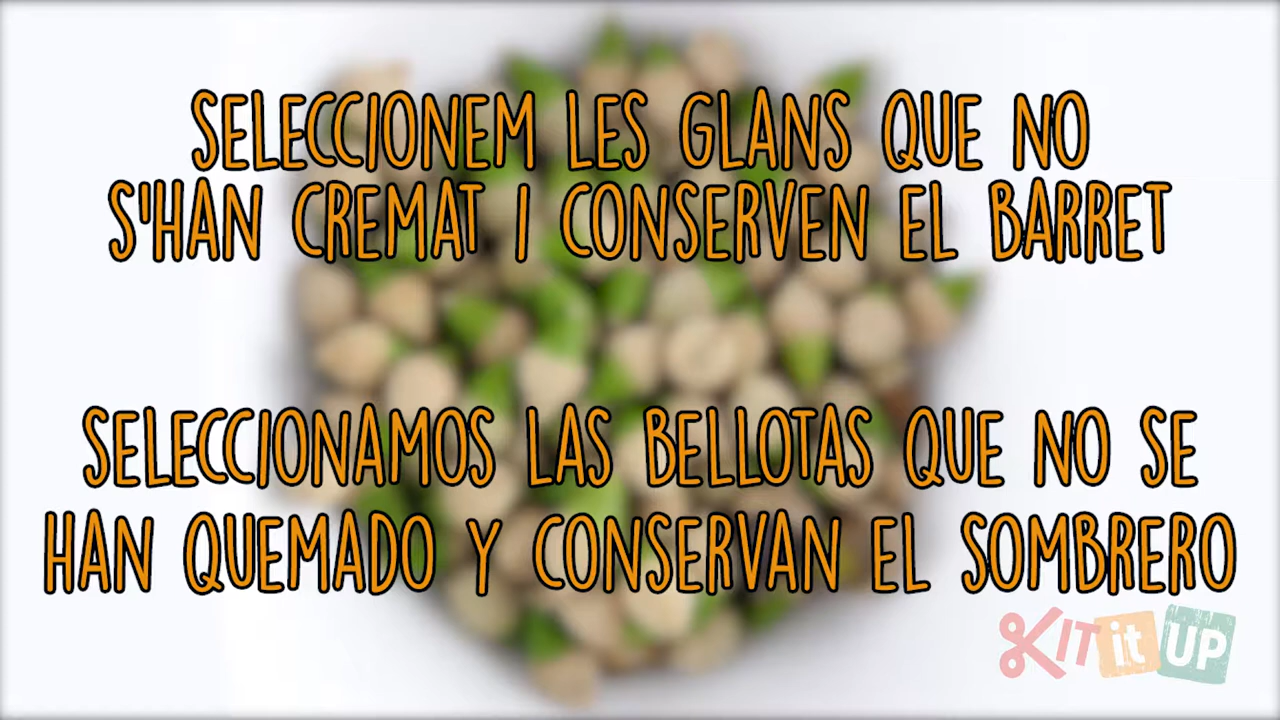 SELECCIONEM LES GLANS QUE NO
S'HAN CREMAT I CONSERVEN EL BARRET
SELECCIONAMOS LAS BELLOTAS QUE NO SE
HAN QUEMADO Y CONSERVAN EL SOMBRERO
KIT it UP